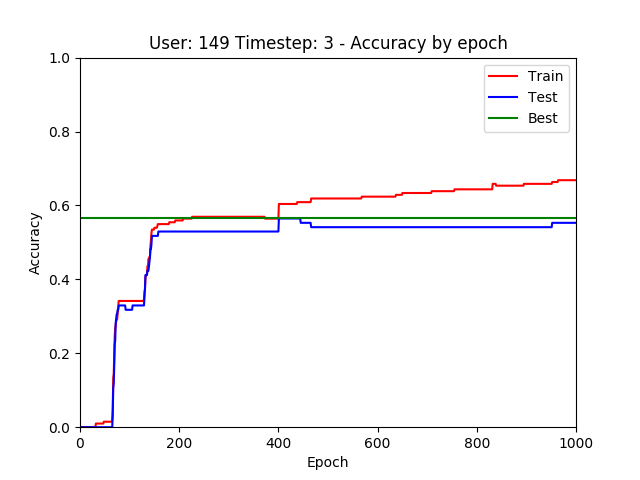 User: 149 Timestep: 3 - Accuracy by epoch
Train
Test
Best
1.0
0.8
0.6
0.4
0.2
0.0
Accuracy
0 200 400 600 800 1000
Epoch